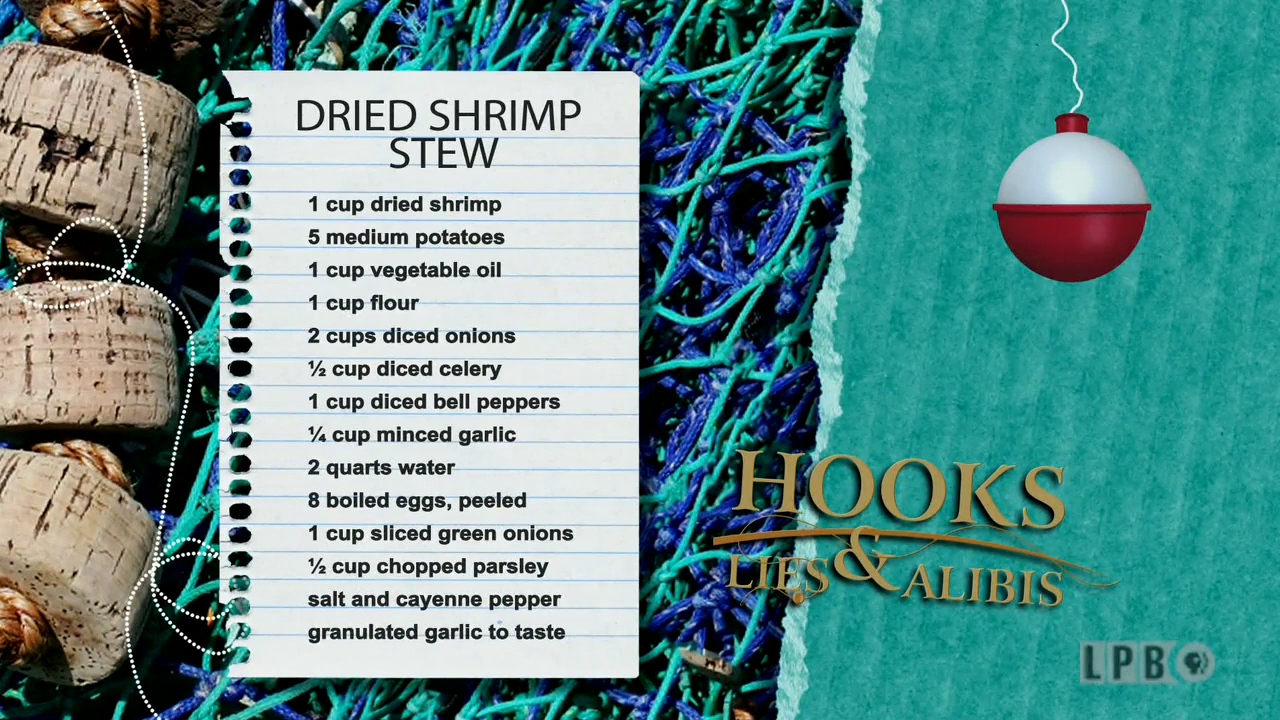 DRIED SHRIMP
STEW
1 cup dried shrimp
5 medium potatoes
1 cup vegetable oil
1 cup flour
2 cups diced onions
½ cup diced celery
1 cup diced bell peppers
¼ cup minced garlic
2 quarts water
8 boiled eggs, peeled
1 cup sliced green onions
½ cup chopped parsley
salt and cayenne pepper
granulated garlic to taste
HOOKS
LIES & ALIBIS
LPB